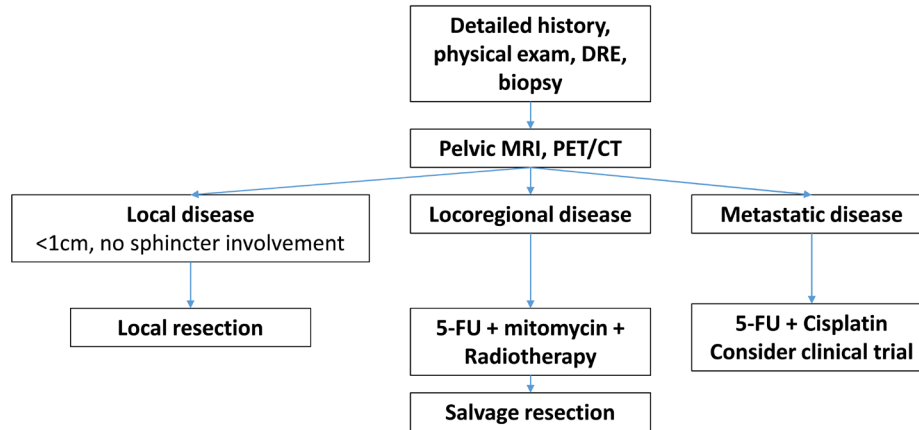 Detailed history,
physical exam, DRE,
biopsy
Pelvic MRI, PET/CT
Local disease
<1cm, no sphincter involvement
Locoregional disease
Metastatic disease
Local resection
5-FU + mitomycin +
Radiotherapy
5-FU + Cisplatin
Consider clinical trial
Salvage resection